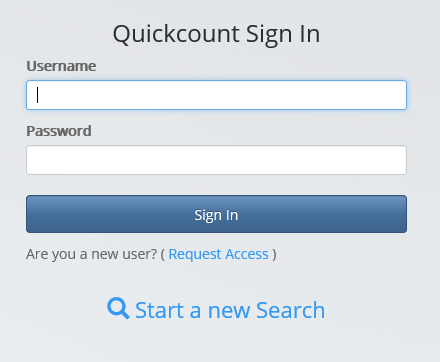 Quickcount Sign In
Username
Password
Sign In
Are you a new user? ( Request Access )
Start a new Search